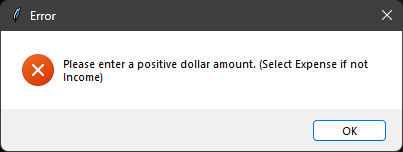 Error
Please enter a positive dollar amount. (Select Expense if not
Income)
OK